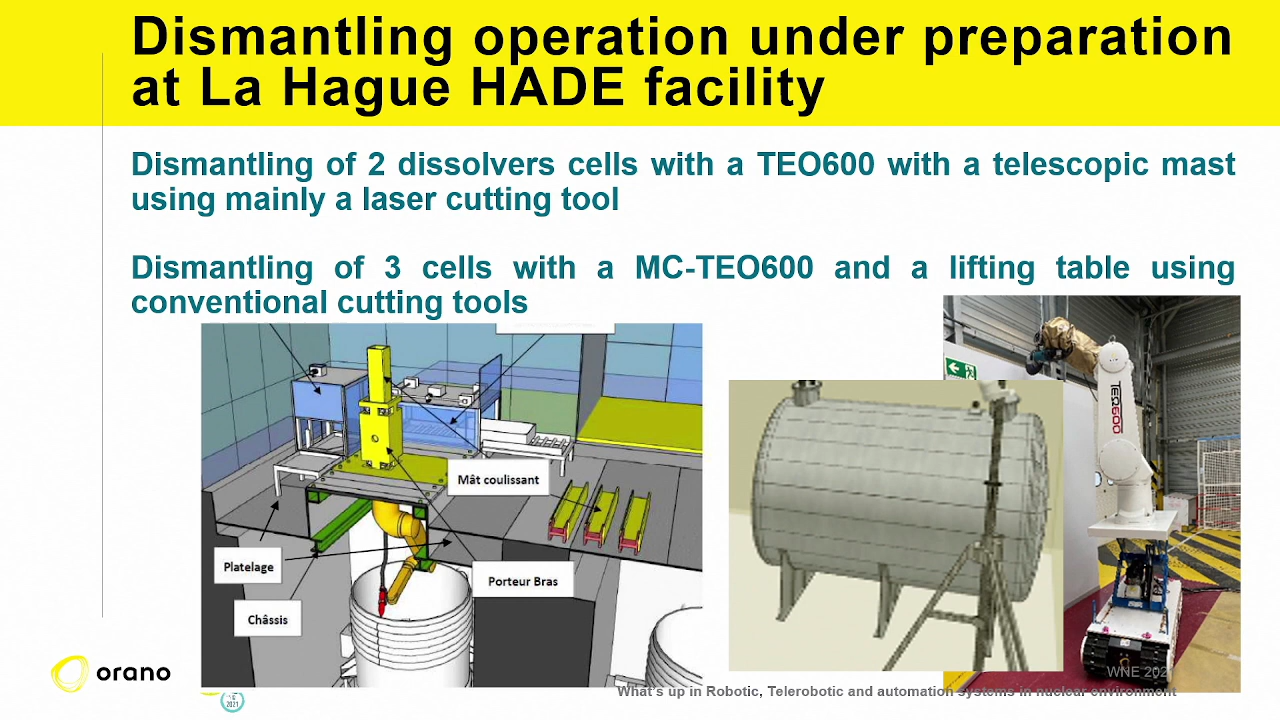 Dismantling operation under preparation
at La Hague HADE facility
Dismantling of 2 dissolvers cells with a TEO600 with a telescopic mast
using mainly a laser cutting tool
Dismantling of 3 cells with a MC-TEO600 and a lifting table using
conventional cutting tools
Mât coulissant
Platelage
Porteur Bras
Châssis
TEO600
orano
2021
WNE 2021
What's up in Robotic, Telerobotic and automation systems in nuclear environment